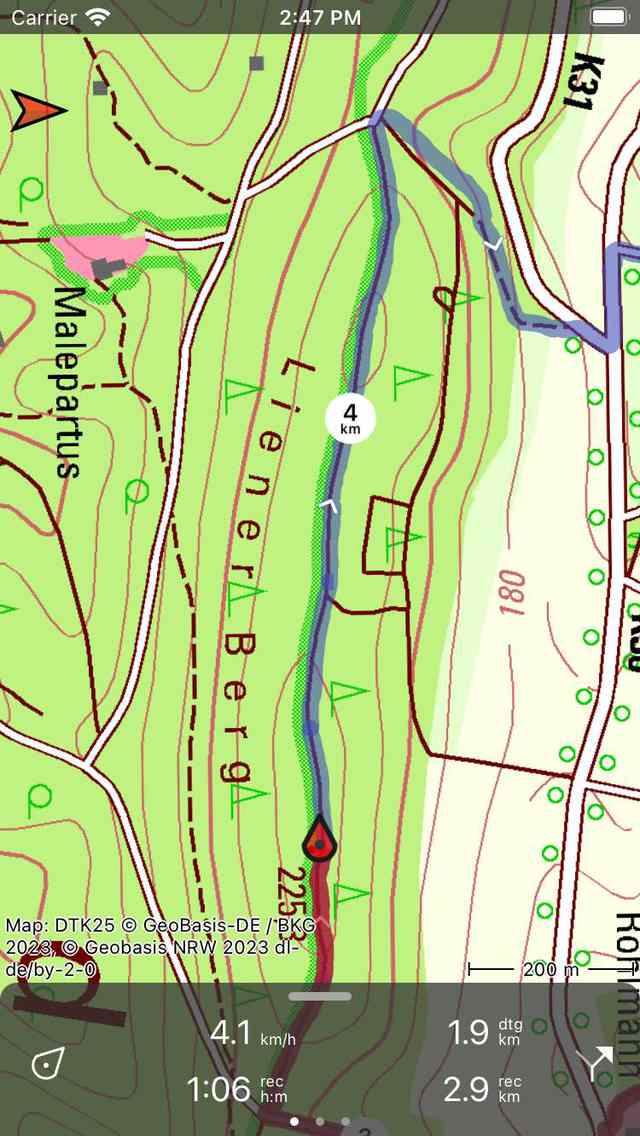 Carrier
2:47 PM
K31
Malepartus
Liener Berg
4
km
180
Map: DTK25 © GeoBasis-DE / BKG
2023, © Geobasis NRW 2023 dl-
de/by-2-0
200 m
4.1 km/h
1.9 dtg km
1:06 rec h:m
2.9 rec km